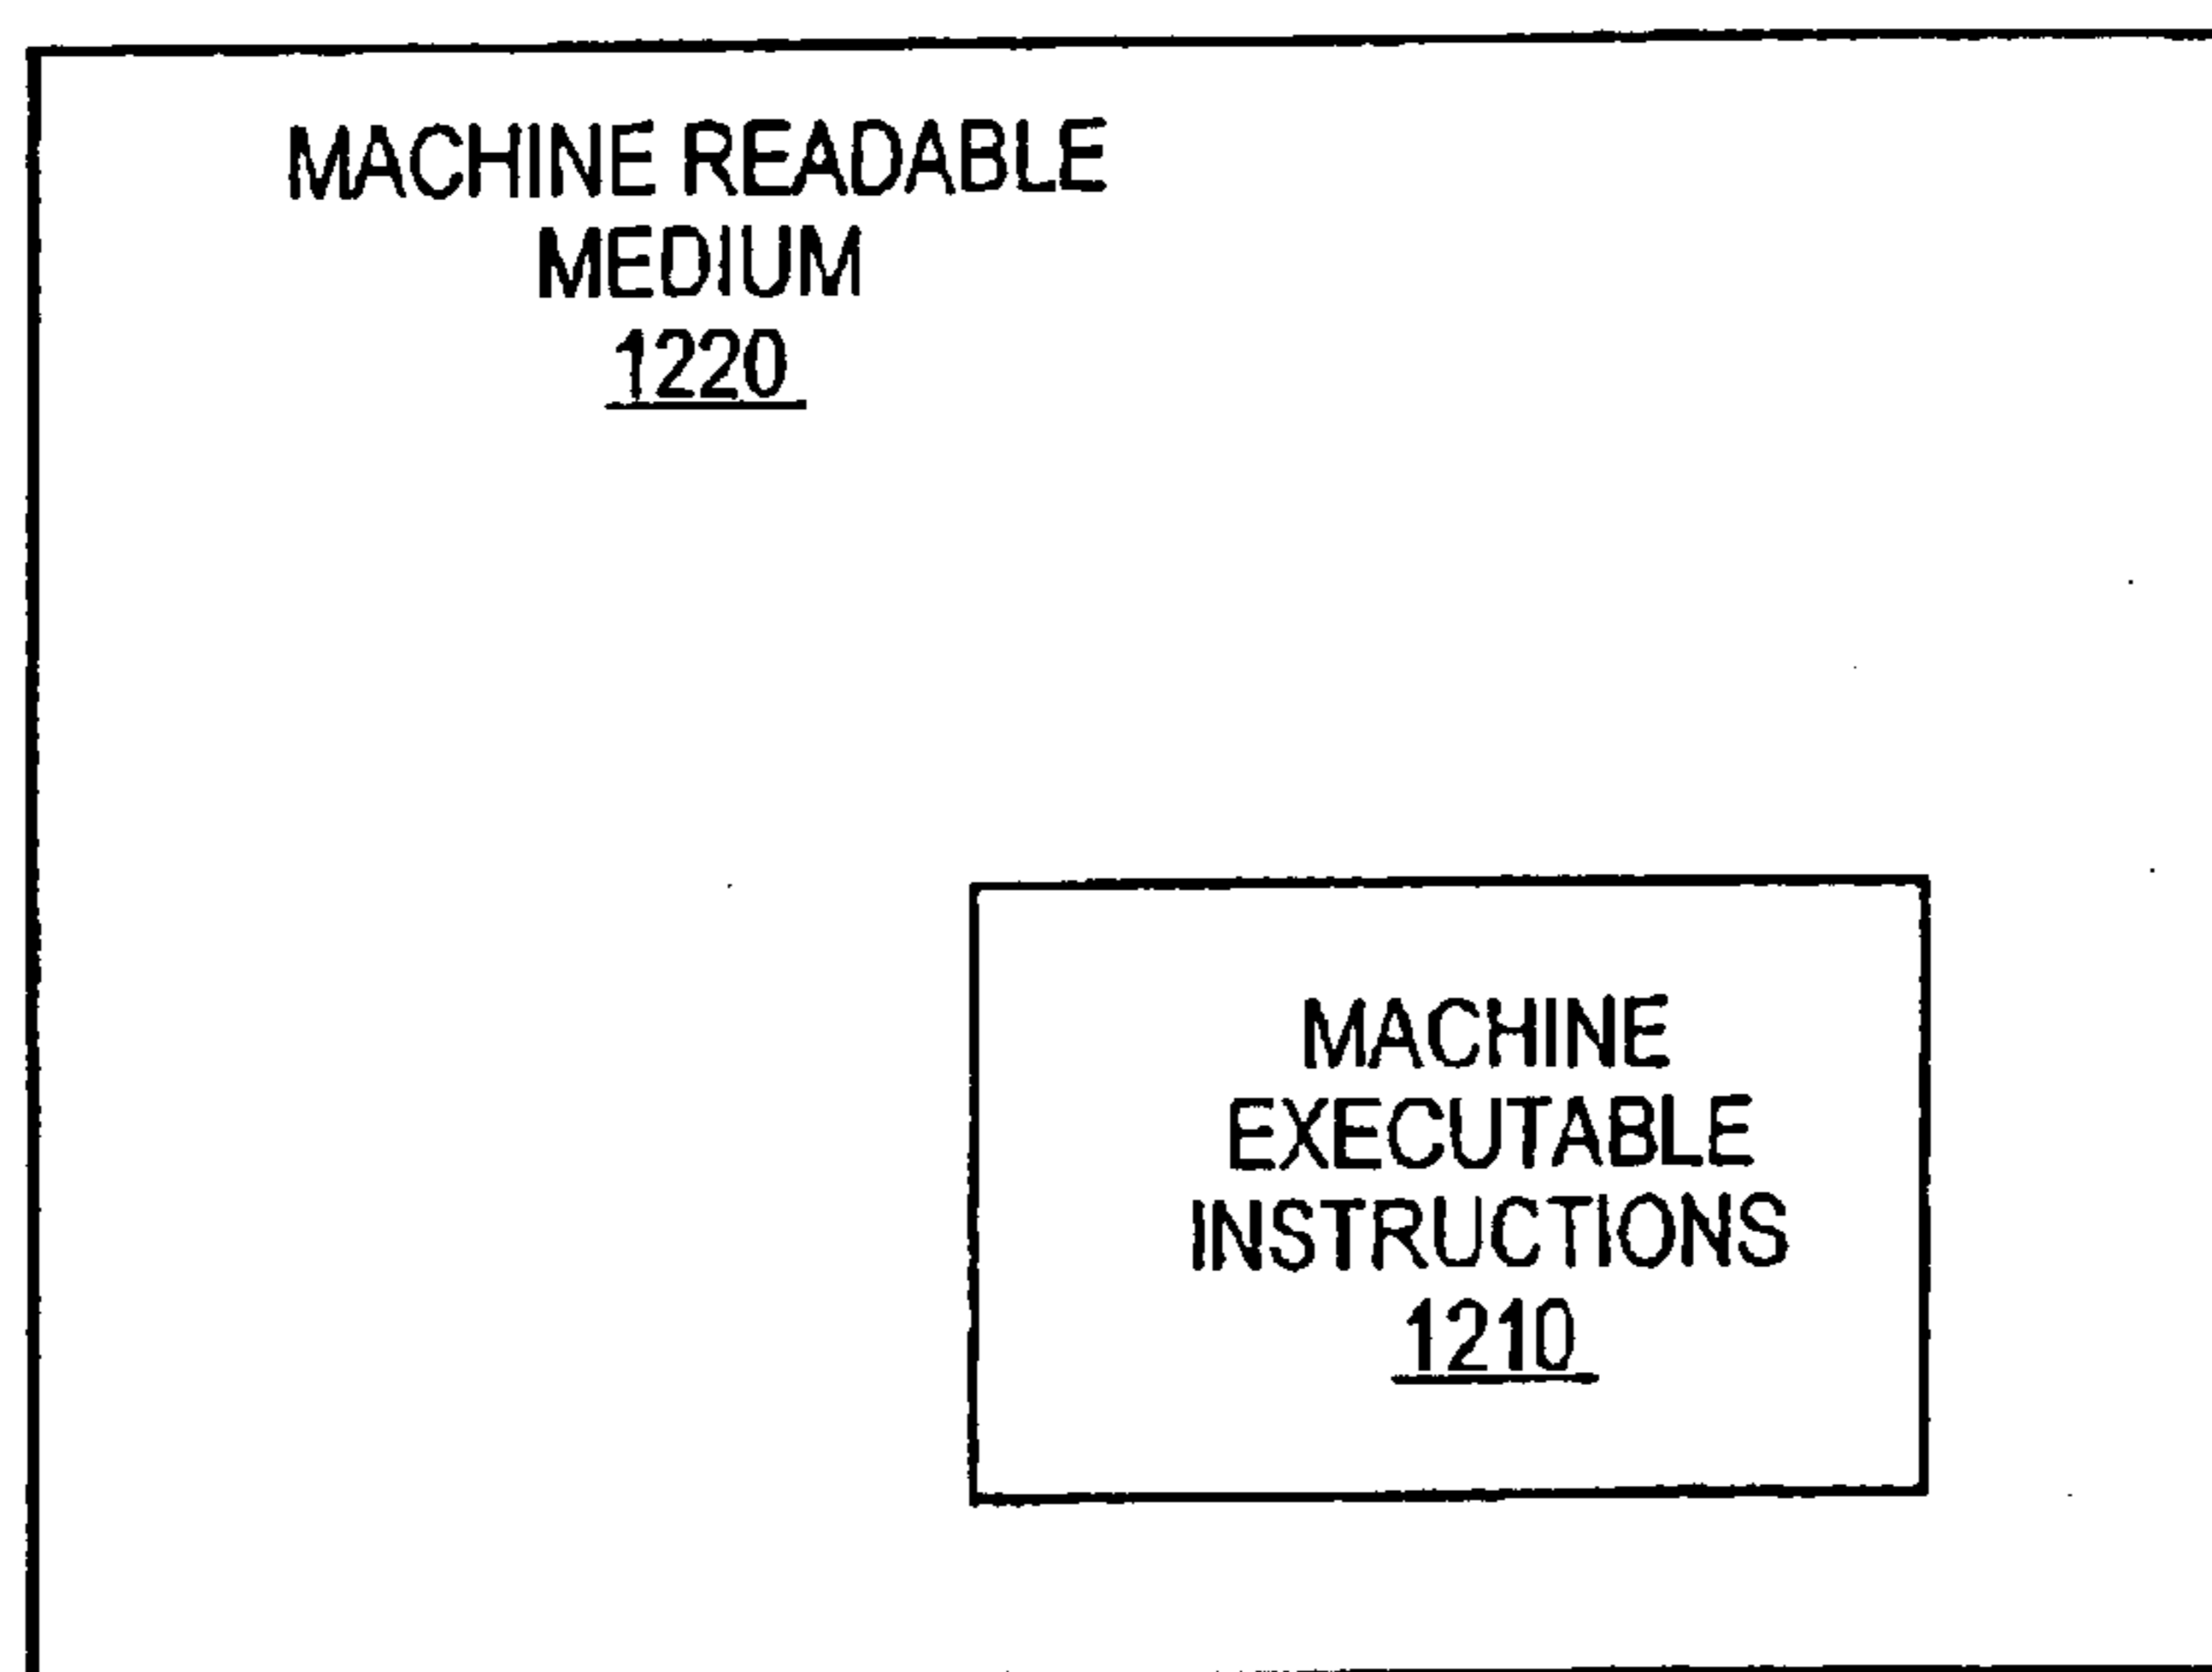 MACHINE READABLE
MEDIUM
1220
MACHINE
EXECUTABLE
INSTRUCTIONS
1210